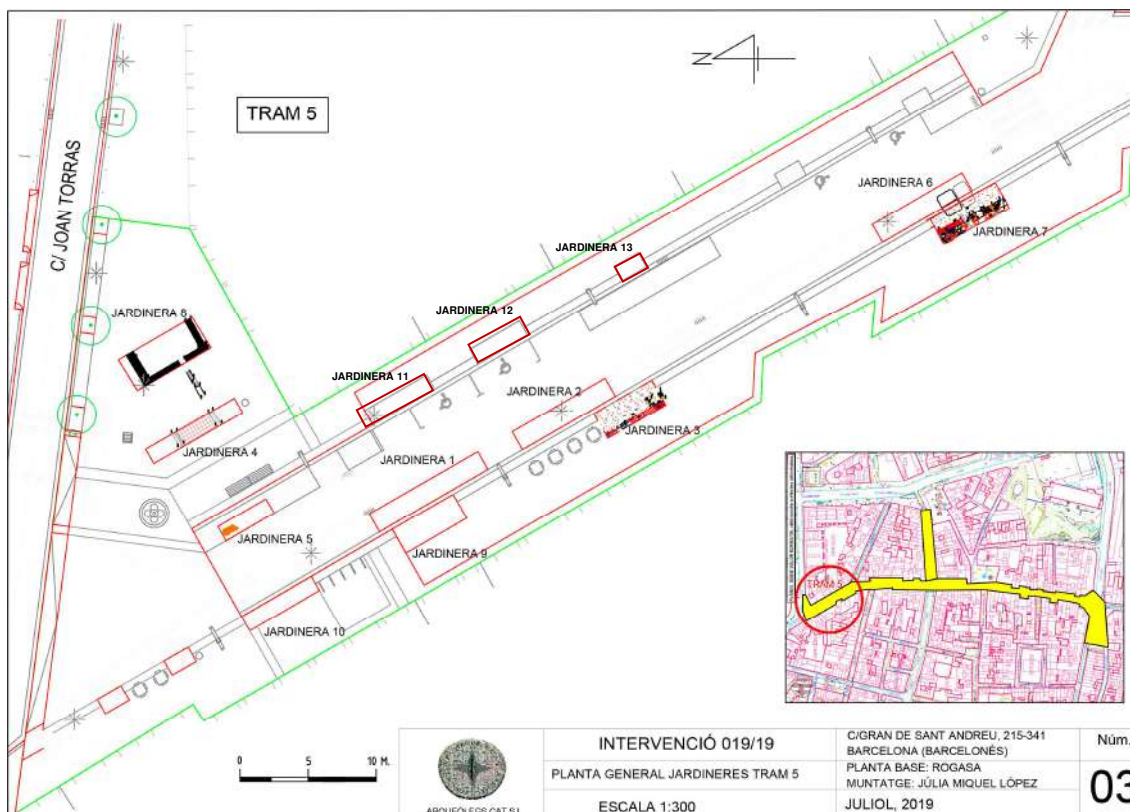 N
TRAM 5
C/ JOAN TORRAS
JARDINERA 6
JARDINERA 7
JARDINERA 13
JARDINERA 8
JARDINERA 12
JARDINERA 11
JARDINERA 2
JARDINERA 3
JARDINERA 4
JARDINERA 1
JARDINERA 5
JARDINERA 9
JARDINERA 10
TRAM 5
0 5 10 M.
ARQUEÒLEGS.CAT S.L
INTERVENCIÓ 019/19
PLANTA GENERAL JARDINERES TRAM 5
ESCALA 1:300
C/GRAN DE SANT ANDREU, 215-341
BARCELONA (BARCELONÈS)
PLANTA BASE: ROGASA
MUNTATGE: JÚLIA MIQUEL LÓPEZ
JULIOL, 2019
Núm.
03